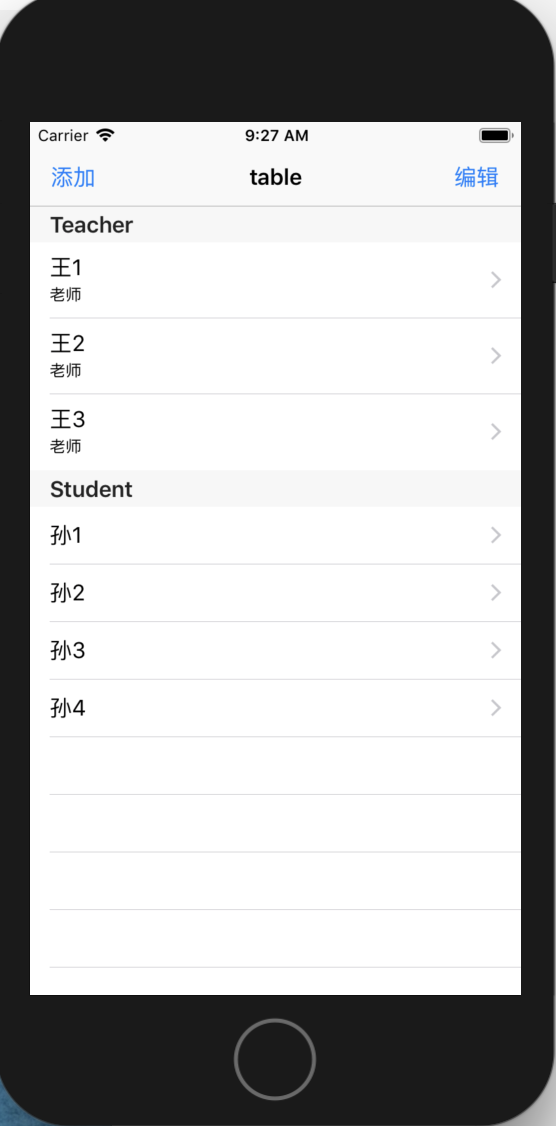 Carrier 9:27 AM
添加 table 编辑
Teacher
王1
老师
王2
老师
王3
老师
Student
孙1
孙2
孙3
孙4